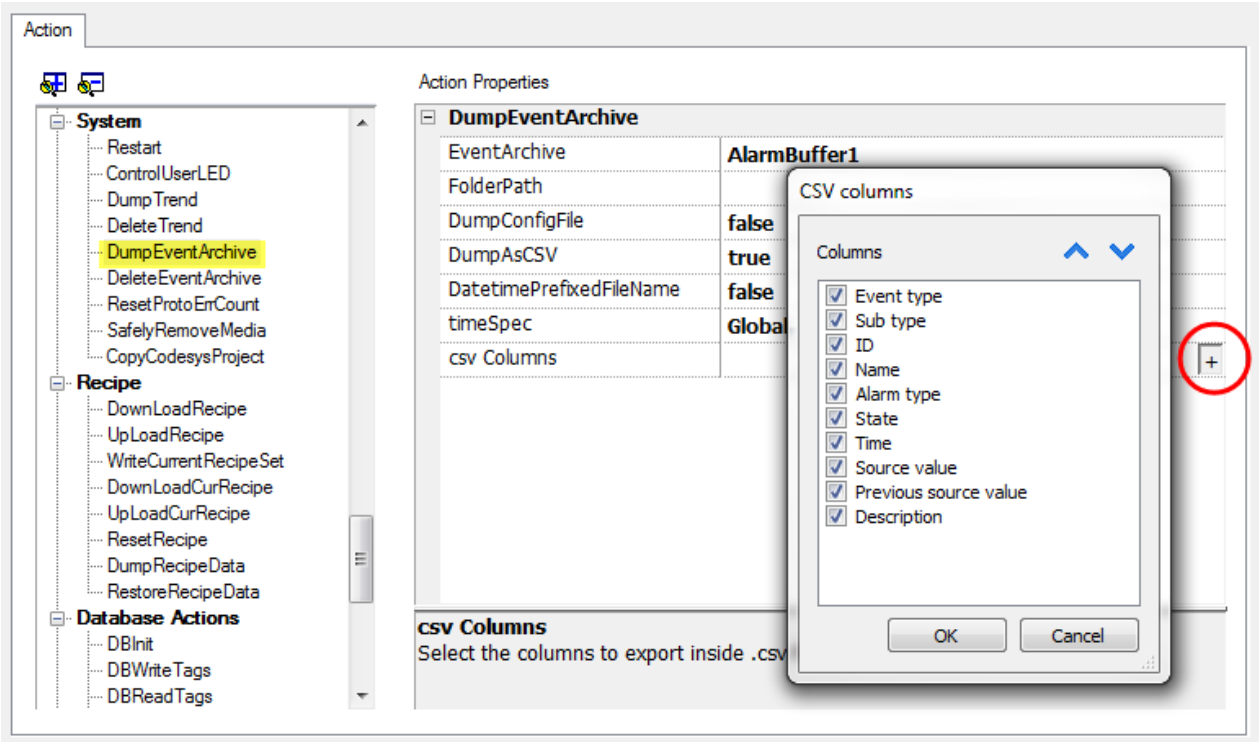 Action
System
Restart
ControlUserLED
DumpTrend
DeleteTrend
DumpEventArchive
DeleteEventArchive
ResetProtoErrCount
SafelyRemoveMedia
CopyCodesysProject
Recipe
DownLoadRecipe
UpLoadRecipe
WriteCurrentRecipeSet
DownLoadCurRecipe
UpLoadCurRecipe
ResetRecipe
DumpRecipeData
RestoreRecipeData
Database Actions
DBInit
DBWriteTags
DBReadTags
Action Properties
DumpEventArchive
EventArchive AlarmBuffer1
FolderPath
DumpConfigFile false
DumpAsCSV true
DatetimePrefixedFileName false
timeSpec Global
csv Columns +
csv Columns
Select the columns to export inside .csv
CSV columns
Columns
Event type
Sub type
ID
Name
Alarm type
State
Time
Source value
Previous source value
Description
OK Cancel